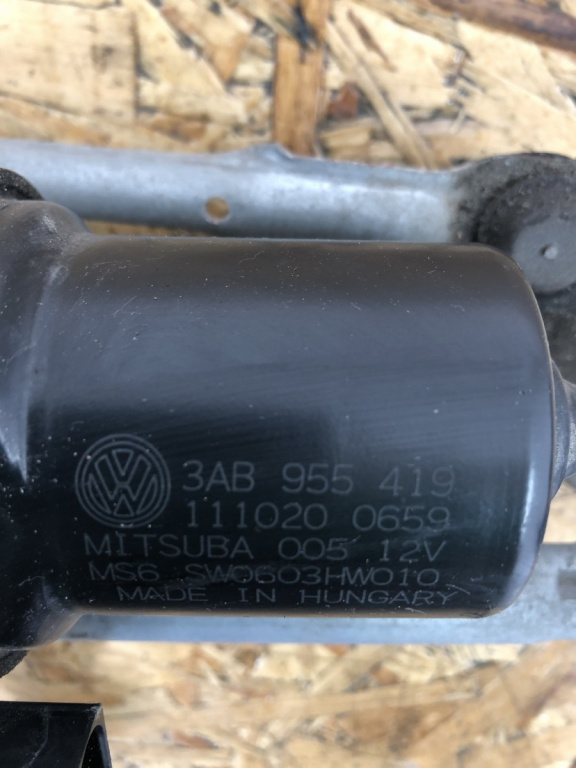 3AB 955 419
111020 0659
MITSUBA 005 12V
MS6 SW0603HW010
MADE IN HUNGARY